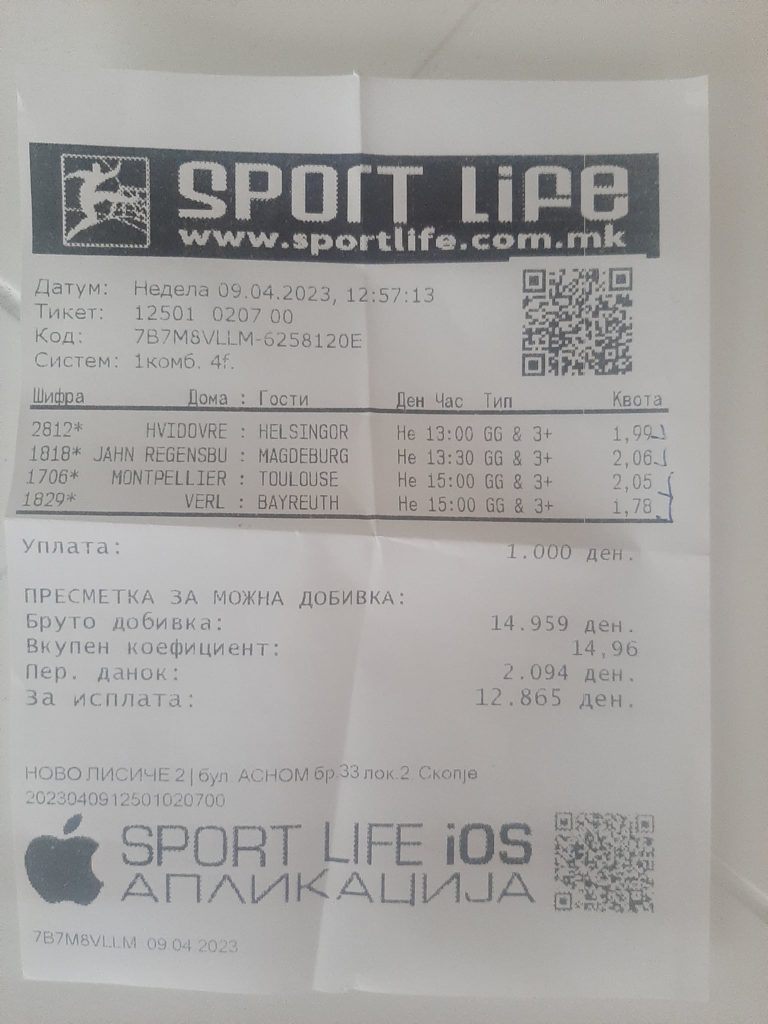 SPORT LIFE
www.sportlife.com.mk
Датум: Недела 09.04.2023, 12:57:13
Тикет: 12501 0207 00
Код: 7B7M8VLLM-6258120E
Систем: 1комб. 4f.
Шифра Дома : Гости Ден Час Тип Квота
2812* HVIDOVRE : HELSINGOR Не 13:00 GG & 3+ 1,99
1818* JAHN REGENSBU : MAGDEBURG Не 13:30 GG & 3+ 2,06
1706* MONTPELLIER : TOULOUSE Не 15:00 GG & 3+ 2,05
1829* VERL : BAYREUTH Не 15:00 GG & 3+ 1,78
Уплата: 1.000 ден.
ПРЕСМЕТКА ЗА МОЖНА ДОБИВКА:
Бруто добивка: 14.959 ден.
Вкупен коефициент: 14,96
Пер. данок: 2.094 ден.
За исплата: 12.865 ден.
НОВО ЛИСИЧЕ 2 | бул. АСНОМ бр.33 лок.2 Скопје
2023040912501020700
SPORT LIFE iOS
АПЛИКАЦИЈА
7B7M8VLLM 09.04.2023